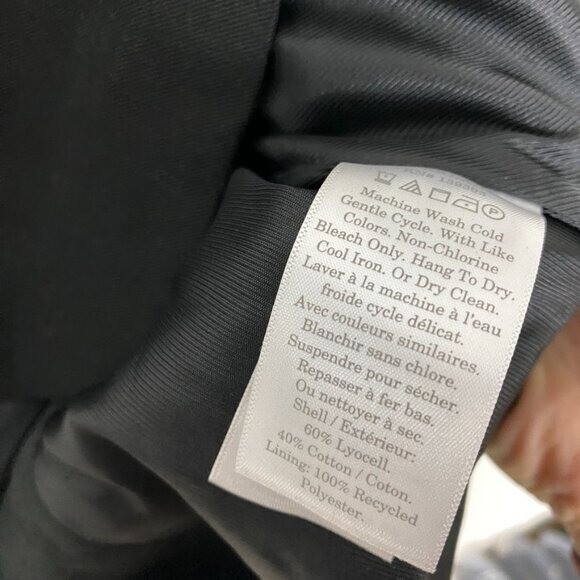 Machine Wash Cold
Gentle Cycle. With Like
Colors. Non-Chlorine
Bleach Only. Hang To Dry.
Cool Iron. Or Dry Clean.
Laver à la machine à l'eau
froide cycle délicat.
Avec couleurs similaires.
Blanchir sans chlore.
Suspendre pour sécher.
Repasser à fer bas.
Ou nettoyer à sec.
Shell / Extérieur:
60% Lyocell.
40% Cotton / Coton.
Lining: 100% Recycled
Polyester.